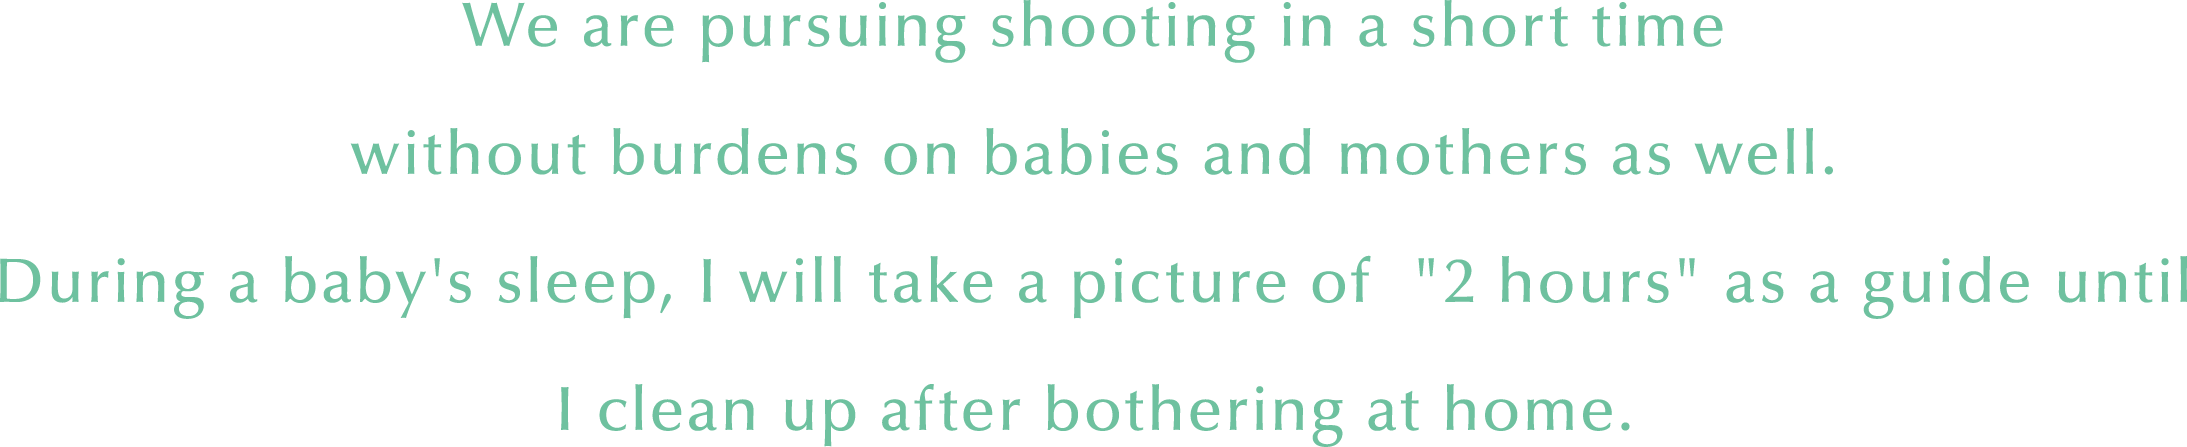 We are pursuing shooting in a short time
without burdens on babies and mothers as well.
During a baby's sleep, I will take a picture of "2 hours" as a guide until
I clean up after bothering at home.